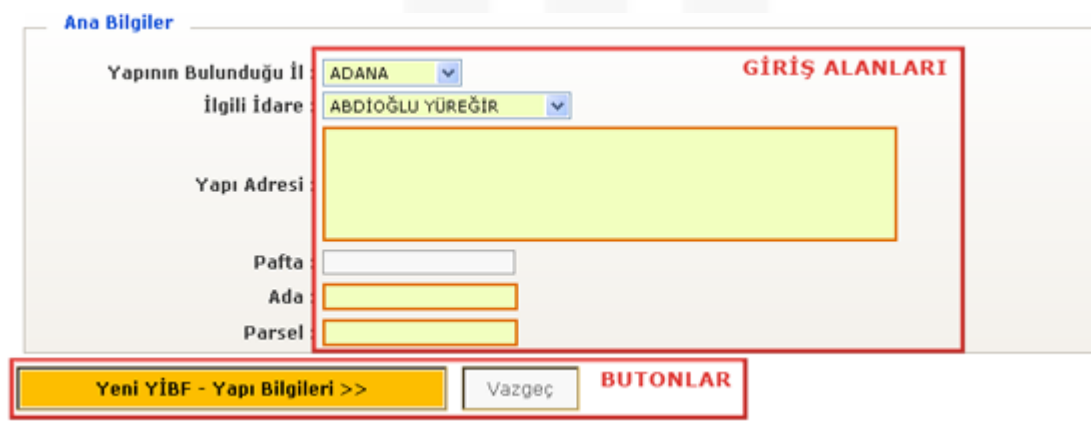 Ana Bilgiler
Yapının Bulunduğu İl : ADANA GİRİŞ ALANLARI
İlgili İdare : ABDİOĞLU YÜREĞİR
Yapı Adresi :
Pafta :
Ada :
Parsel :
Yeni YİBF - Yapı Bilgileri >> Vazgeç BUTONLAR